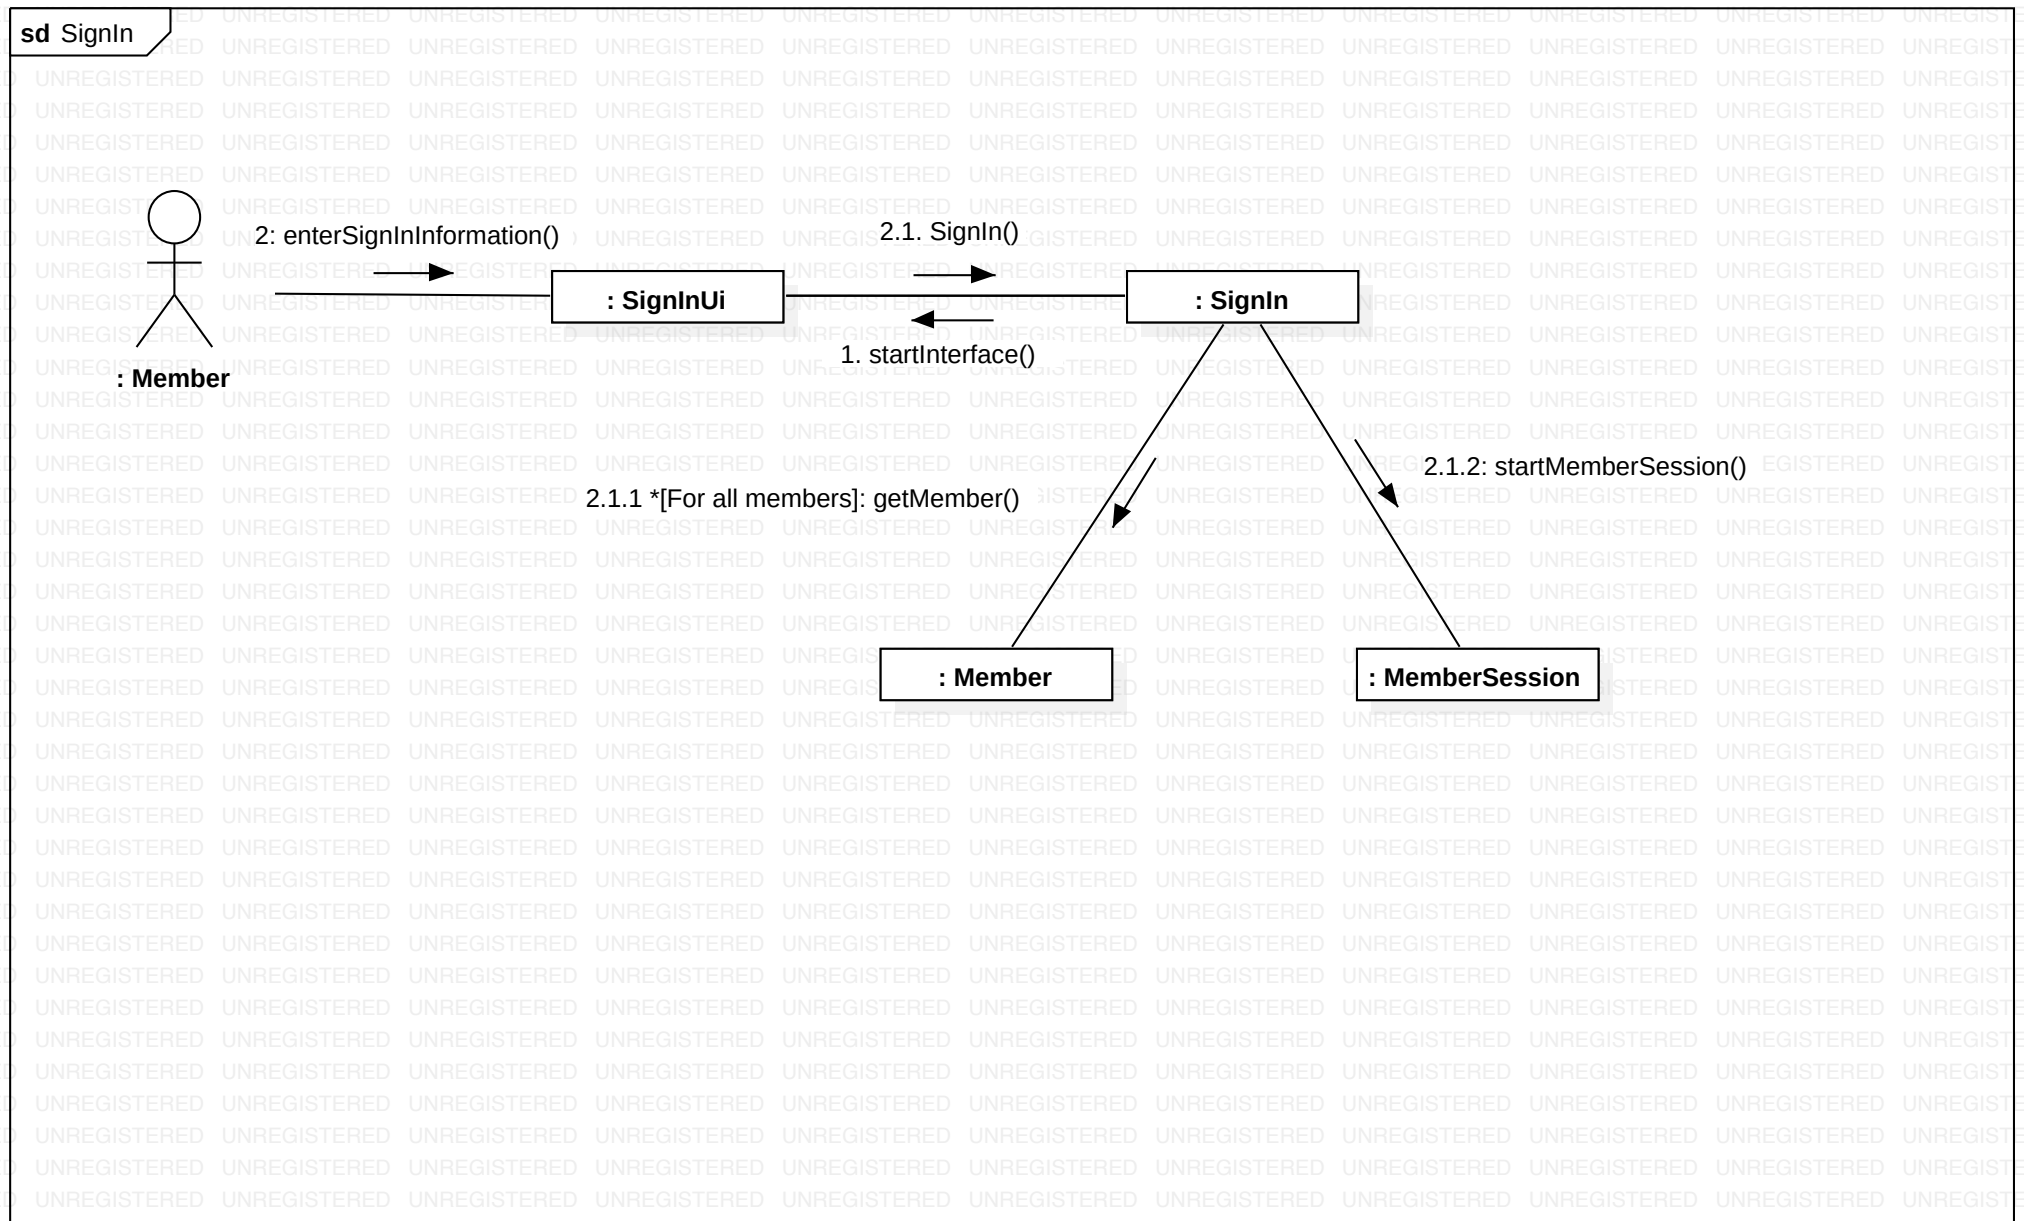 sd SignIn
2: enterSignInInformation()
2.1. SignIn()
: SignInUi
: SignIn
1. startInterface()
: Member
2.1.2: startMemberSession()
2.1.1 *[For all members]: getMember()
: Member
: MemberSession
UNREGISTERED